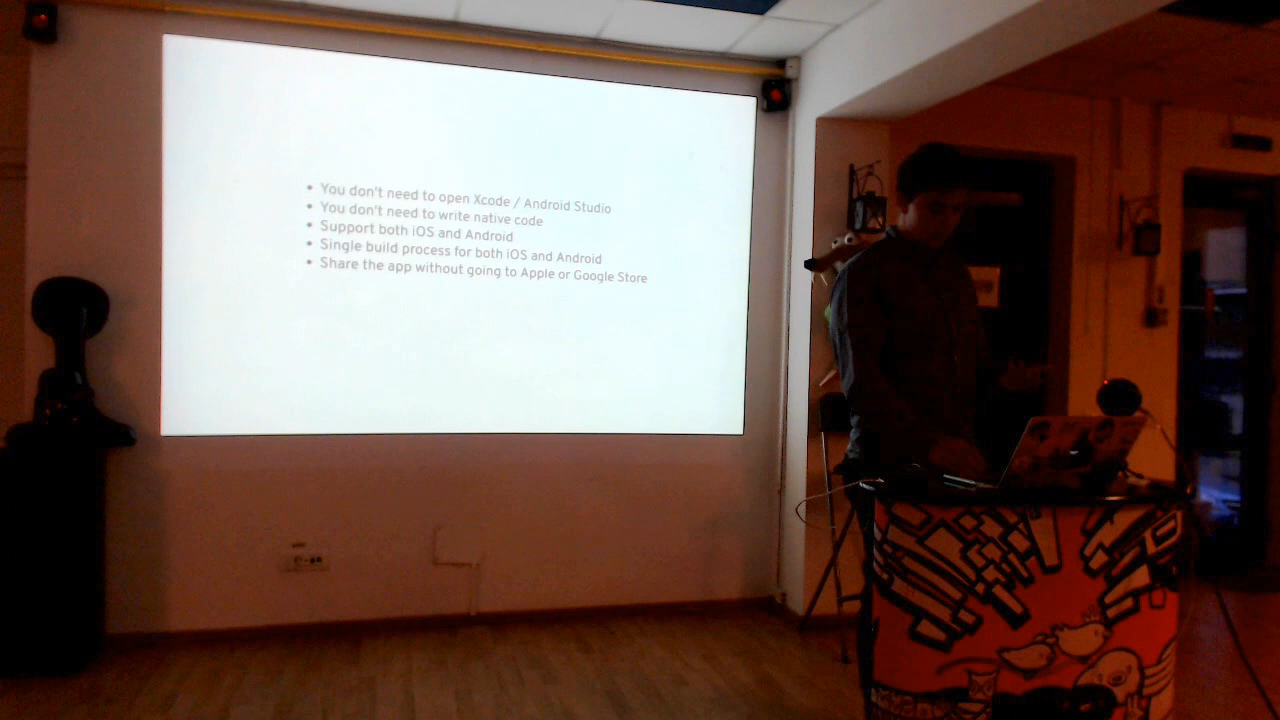 • You don't need to open Xcode / Android Studio
• You don't need to write native code
• Support both iOS and Android
• Single build process for both iOS and Android
• Share the app without going to Apple or Google Store